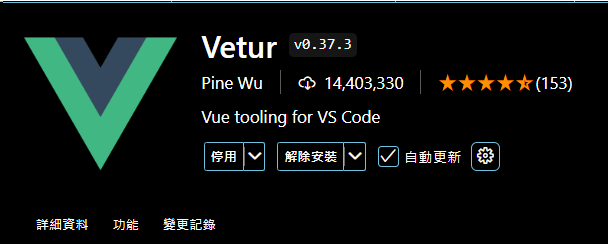 Vetur v0.37.3
Pine Wu 14,403,330 (153)
Vue tooling for VS Code
停用 解除安裝 自動更新
詳細資料 功能 變更記錄